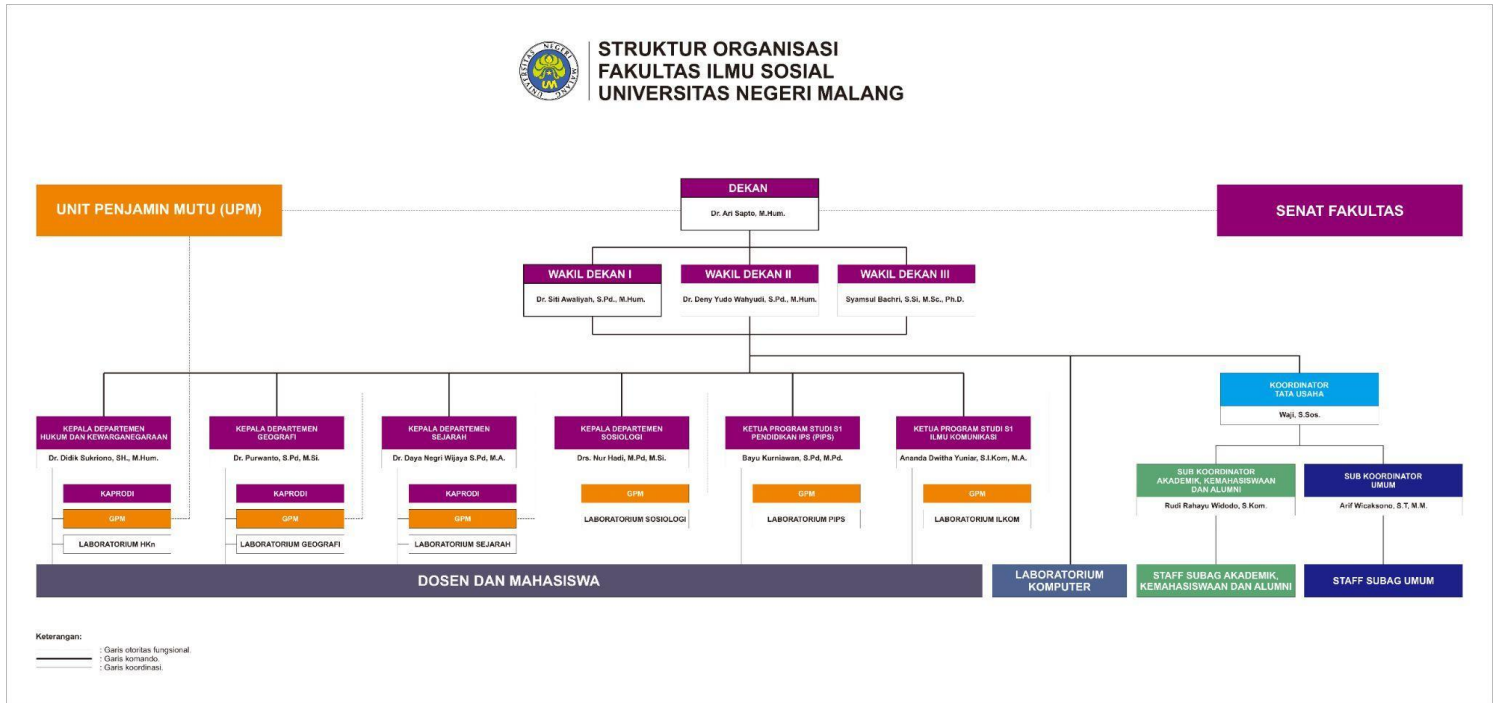 STRUKTUR ORGANISASI
FAKULTAS ILMU SOSIAL
UNIVERSITAS NEGERI MALANG
UNIVERSITAS NEGERI MALANG
UM
UNIT PENJAMIN MUTU (UPM)
DEKAN
Dr. Ari Sapto, M.Hum.
SENAT FAKULTAS
WAKIL DEKAN I
Dr. Siti Awaliyah, S.Pd., M.Hum.
WAKIL DEKAN II
Dr. Deny Yudo Wahyudi, S.Pd., M.Hum.
WAKIL DEKAN III
Syamsul Bachri, S.Si, M.Sc., Ph.D.
KOORDINATOR
TATA USAHA
Waji, S.Sos.
KEPALA DEPARTEMEN
HUKUM DAN KEWARGANEGARAAN
Dr. Didik Sukriono, SH., M.Hum.
KAPRODI
GPM
LABORATORIUM HKn
KEPALA DEPARTEMEN
GEOGRAFI
Dr. Purwanto, S.Pd, M.Si.
KAPRODI
GPM
LABORATORIUM GEOGRAFI
KEPALA DEPARTEMEN
SEJARAH
Dr. Daya Negri Wijaya S.Pd, M.A.
KAPRODI
GPM
LABORATORIUM SEJARAH
KEPALA DEPARTEMEN
SOSIOLOGI
Drs. Nur Hadi, M.Pd, M.Si.
GPM
LABORATORIUM SOSIOLOGI
KETUA PROGRAM STUDI S1
PENDIDIKAN IPS (PIPS)
Bayu Kurniawan, S.Pd, M.Pd.
GPM
LABORATORIUM PIPS
KETUA PROGRAM STUDI S1
ILMU KOMUNIKASI
Ananda Dwitha Yuniar, S.I.Kom, M.A.
GPM
LABORATORIUM ILKOM
SUB KOORDINATOR
AKADEMIK, KEMAHASISWAAN
DAN ALUMNI
Rudi Rahayu Widodo, S.Kom.
SUB KOORDINATOR
UMUM
Arif Wicaksono, S.T, M.M.
DOSEN DAN MAHASISWA
LABORATORIUM
KOMPUTER
STAFF SUBAG AKADEMIK,
KEMAHASISWAAN DAN ALUMNI
STAFF SUBAG UMUM
Keterangan:
: Garis otoritas fungsional.
: Garis komando.
: Garis koordinasi.